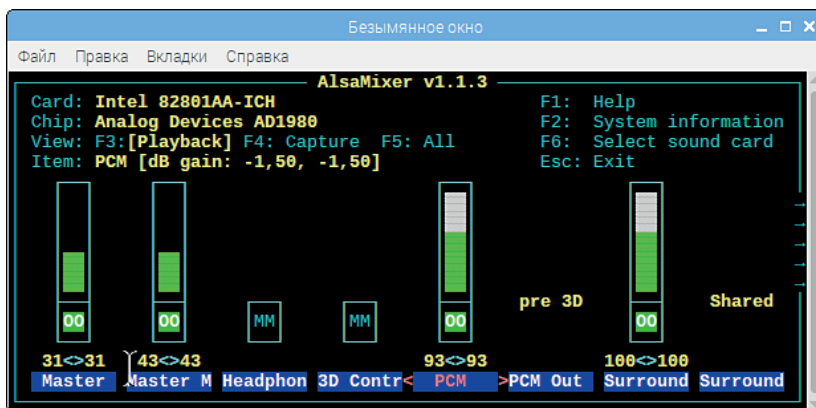 Безымянное окно
Файл Правка Вкладки Справка
AlsaMixer v1.1.3
Card: Intel 82801AA-ICH F1: Help
Chip: Analog Devices AD1980 F2: System information
View: F3:[Playback] F4: Capture F5: All F6: Select sound card
Item: PCM [dB gain: -1,50, -1,50] Esc: Exit
pre 3D Shared
00 00 MM MM 00 00
31<>31 43<>43 93<>93 100<>100
Master Master M Headphon 3D Contr< PCM >PCM Out Surround Surround